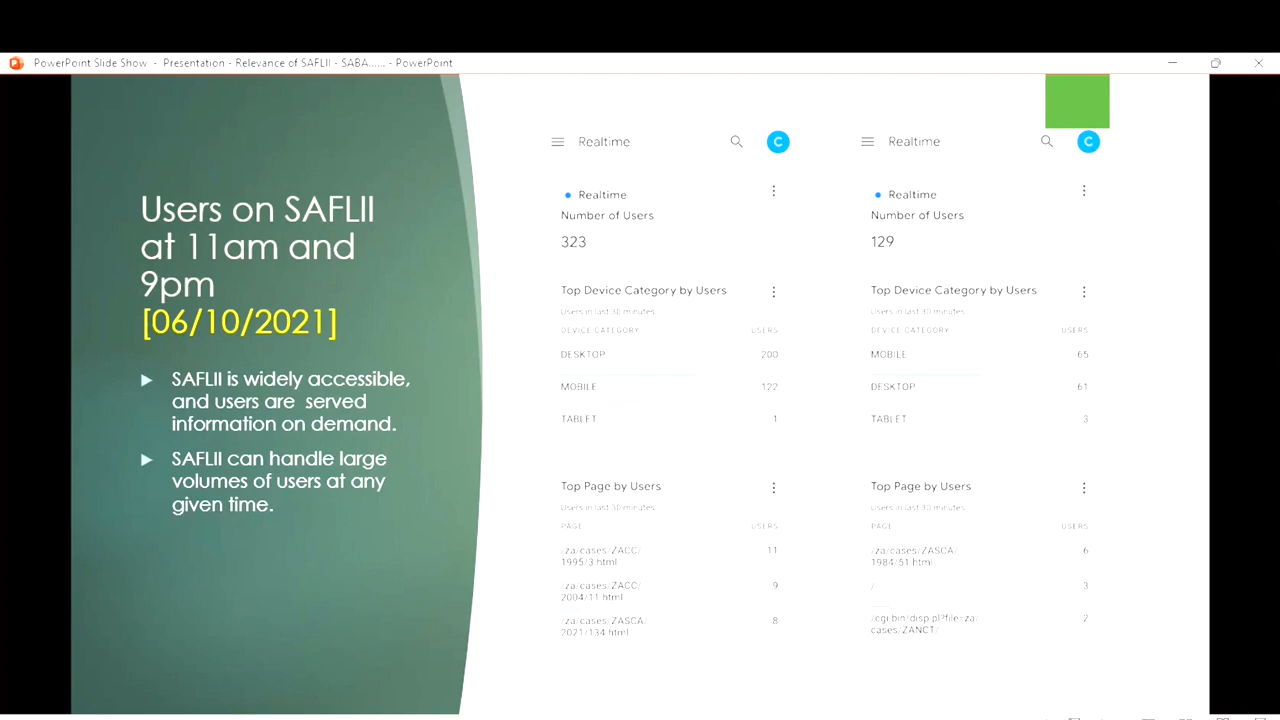 PowerPoint Slide Show - Presentation - Relevance of SAFLII - SABA...... - PowerPoint
Users on SAFLII
at 11am and
9pm
[06/10/2021]
SAFLII is widely accessible,
and users are served
information on demand.
SAFLII can handle large
volumes of users at any
given time.
Realtime
C
Realtime
Number of Users
323
Top Device Category by Users
Users in last 30 minutes
DEVICE CATEGORY USERS
DESKTOP 200
MOBILE 122
TABLET 1
Top Page by Users
Users in last 30 minutes
PAGE USERS
/za/cases/ZACC/ 11
1995/3.html
/za/cases/ZACC/ 9
2004/11.html
/za/cases/ZASCA/ 8
2021/134.html
Realtime
C
Realtime
Number of Users
129
Top Device Category by Users
Users in last 30 minutes
DEVICE CATEGORY USERS
MOBILE 65
DESKTOP 61
TABLET 3
Top Page by Users
Users in last 30 minutes
PAGE USERS
/za/cases/ZASCA/ 6
1984/51.html
/ 3
/cgi-bin/disp.pl?file=za/ 2
cases/ZANCT/